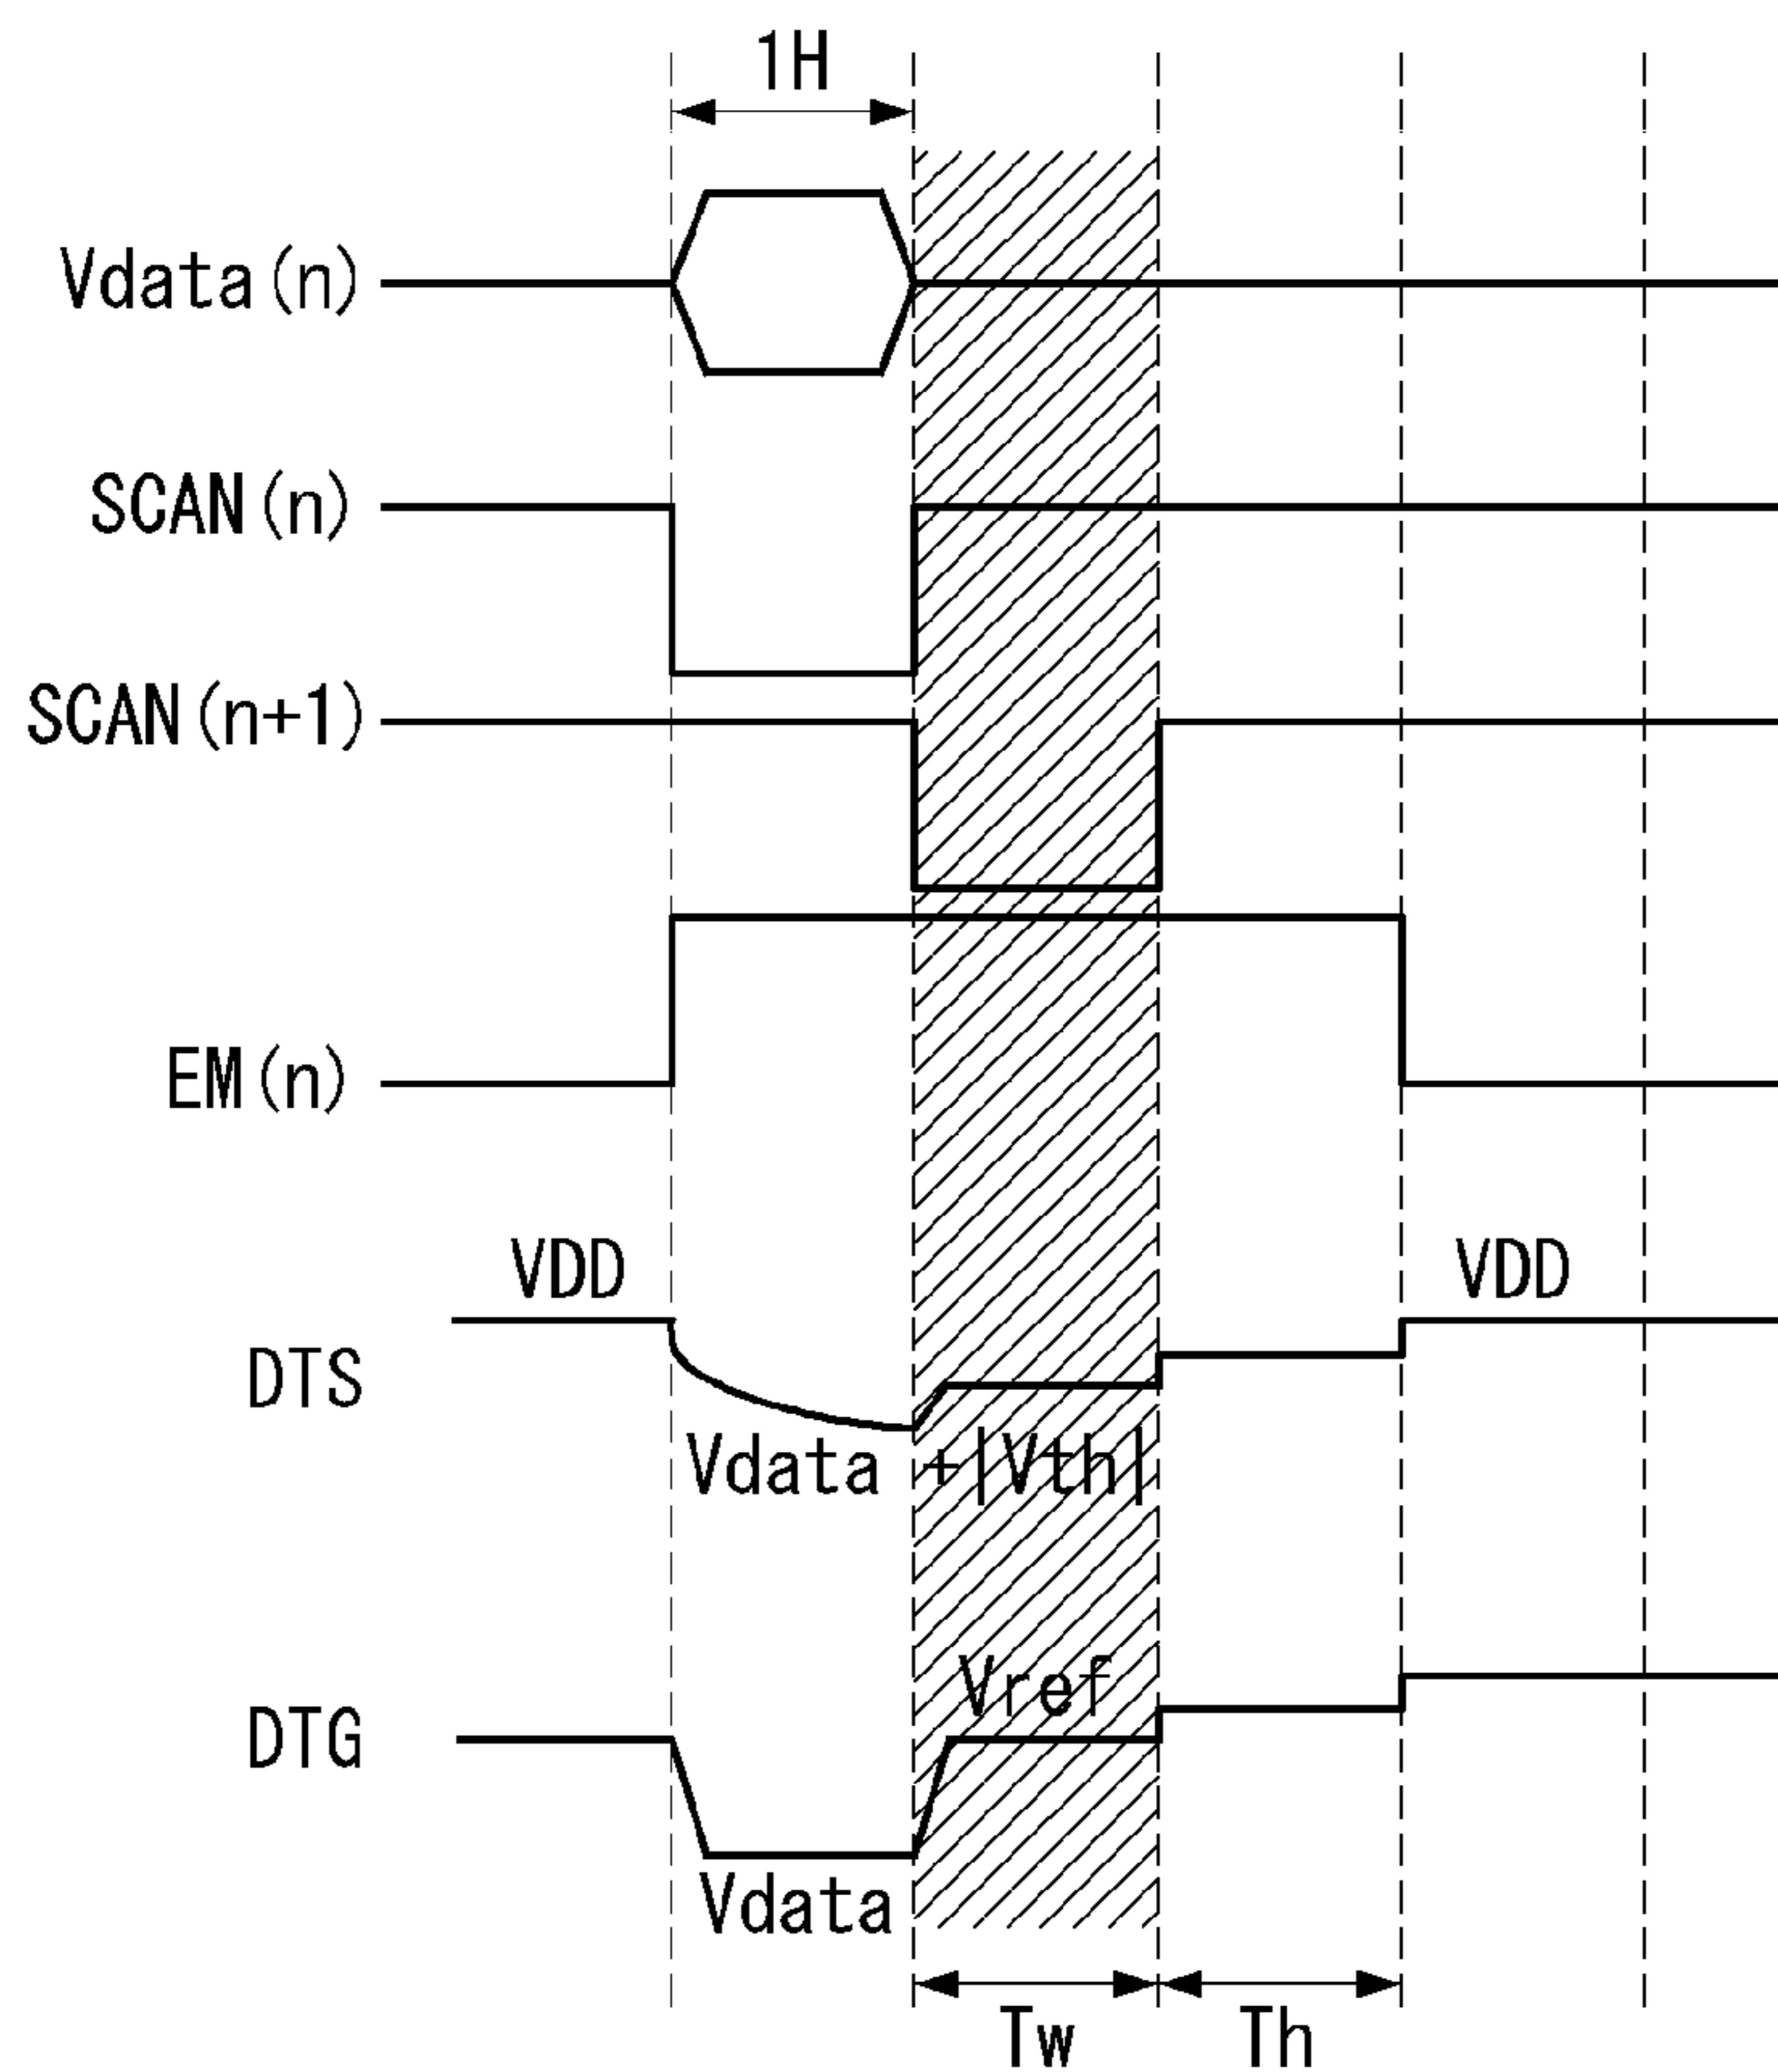 1H
Vdata(n)
SCAN(n)
SCAN(n+1)
EM(n)
VDD
VDD
DTS
Vdata +|Vth|
Vref
DTG
Vdata
Tw
Th